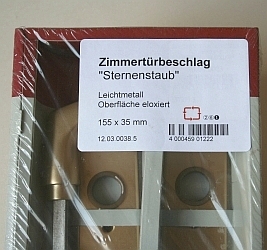 Zimmertürbeschlag
"Sternenstaub"
Leichtmetall
Oberfläche eloxiert
155 x 35 mm
12.03.0038.5
4 000459 01222